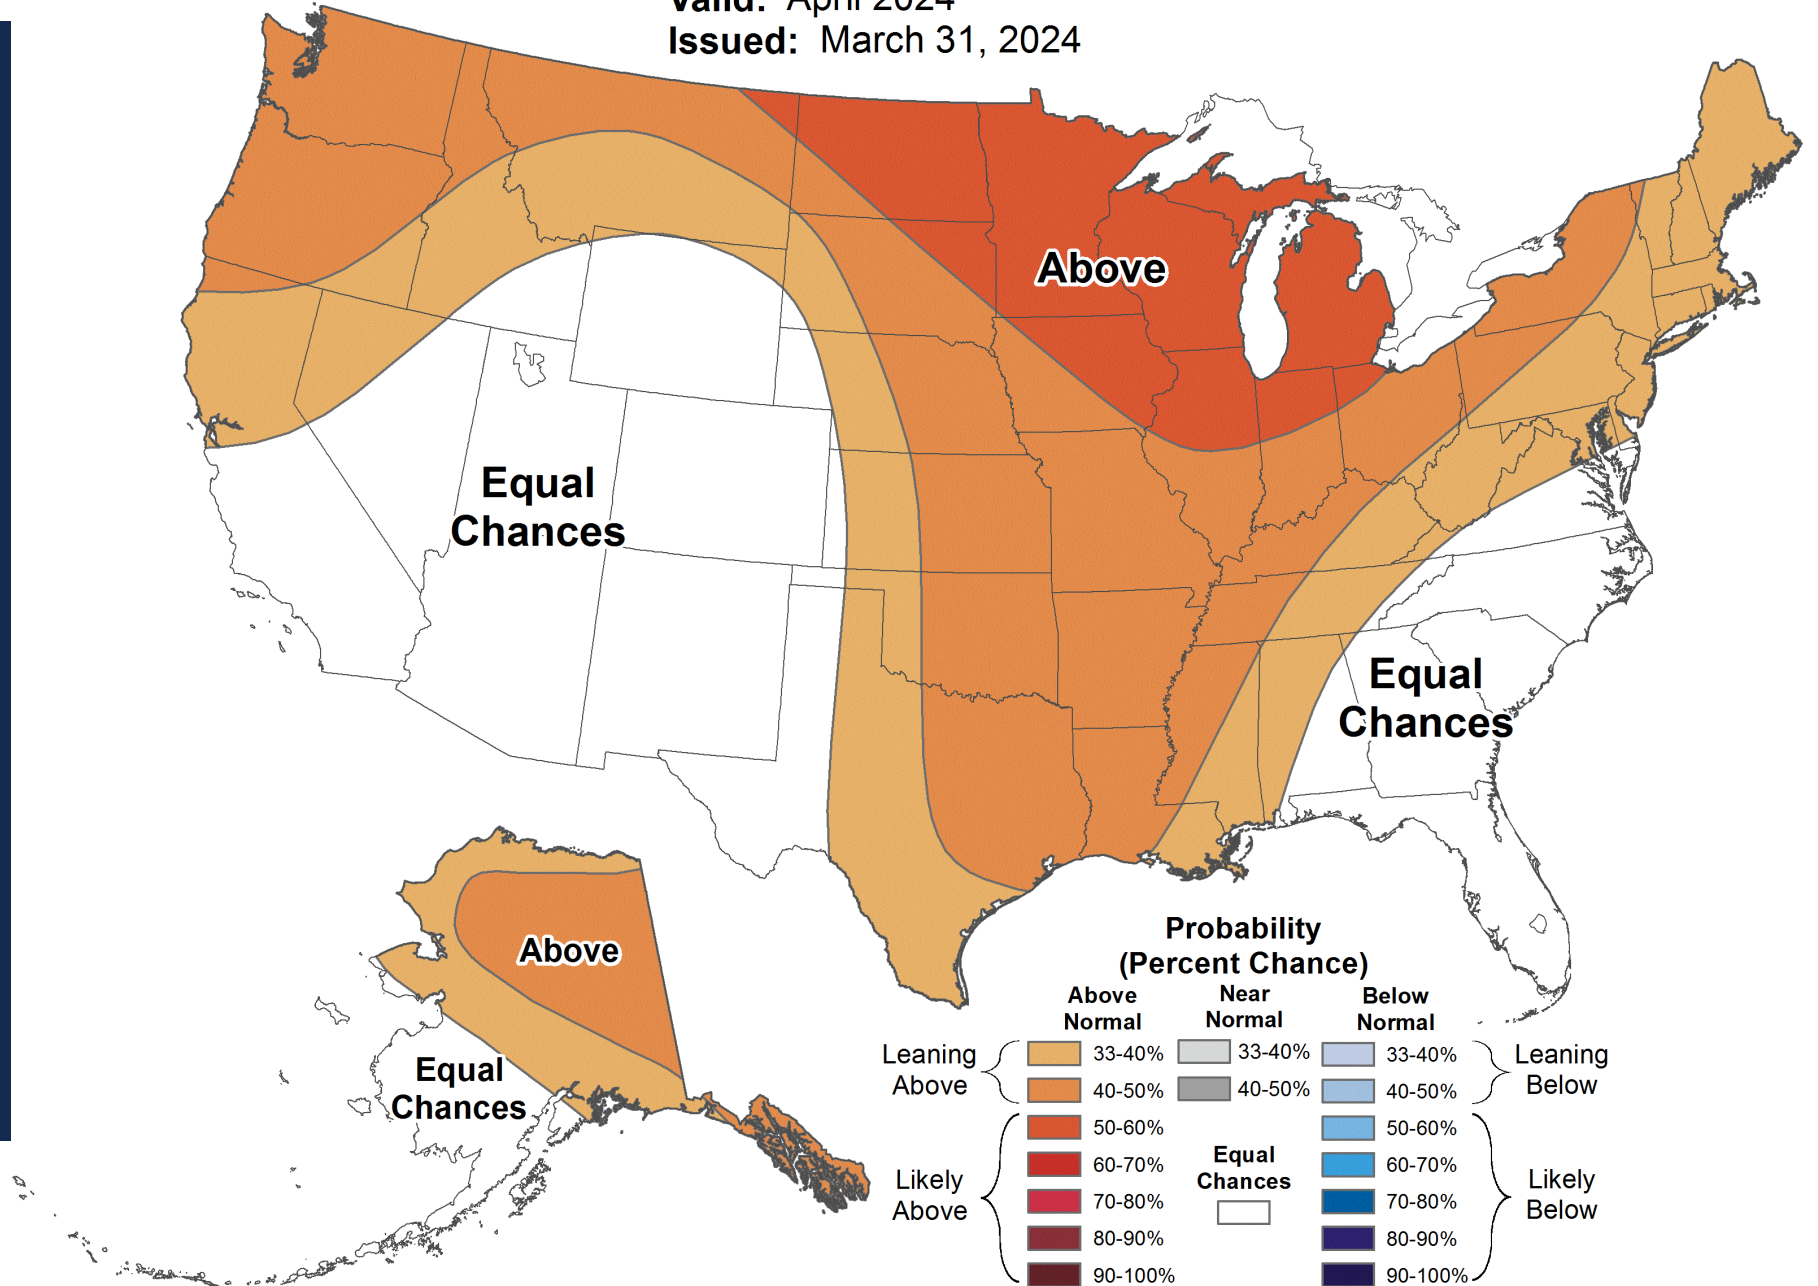 Valid: April 2024
Issued: March 31, 2024
Above
Equal
Chances
Equal
Chances
Above
Equal
Chances
Probability
(Percent Chance)
Above
Normal
Near
Normal
Below
Normal
Leaning
Above
33-40%
40-50%
33-40%
40-50%
33-40%
40-50%
Leaning
Below
Likely
Above
50-60%
60-70%
70-80%
80-90%
90-100%
Equal
Chances
50-60%
60-70%
70-80%
80-90%
90-100%
Likely
Below